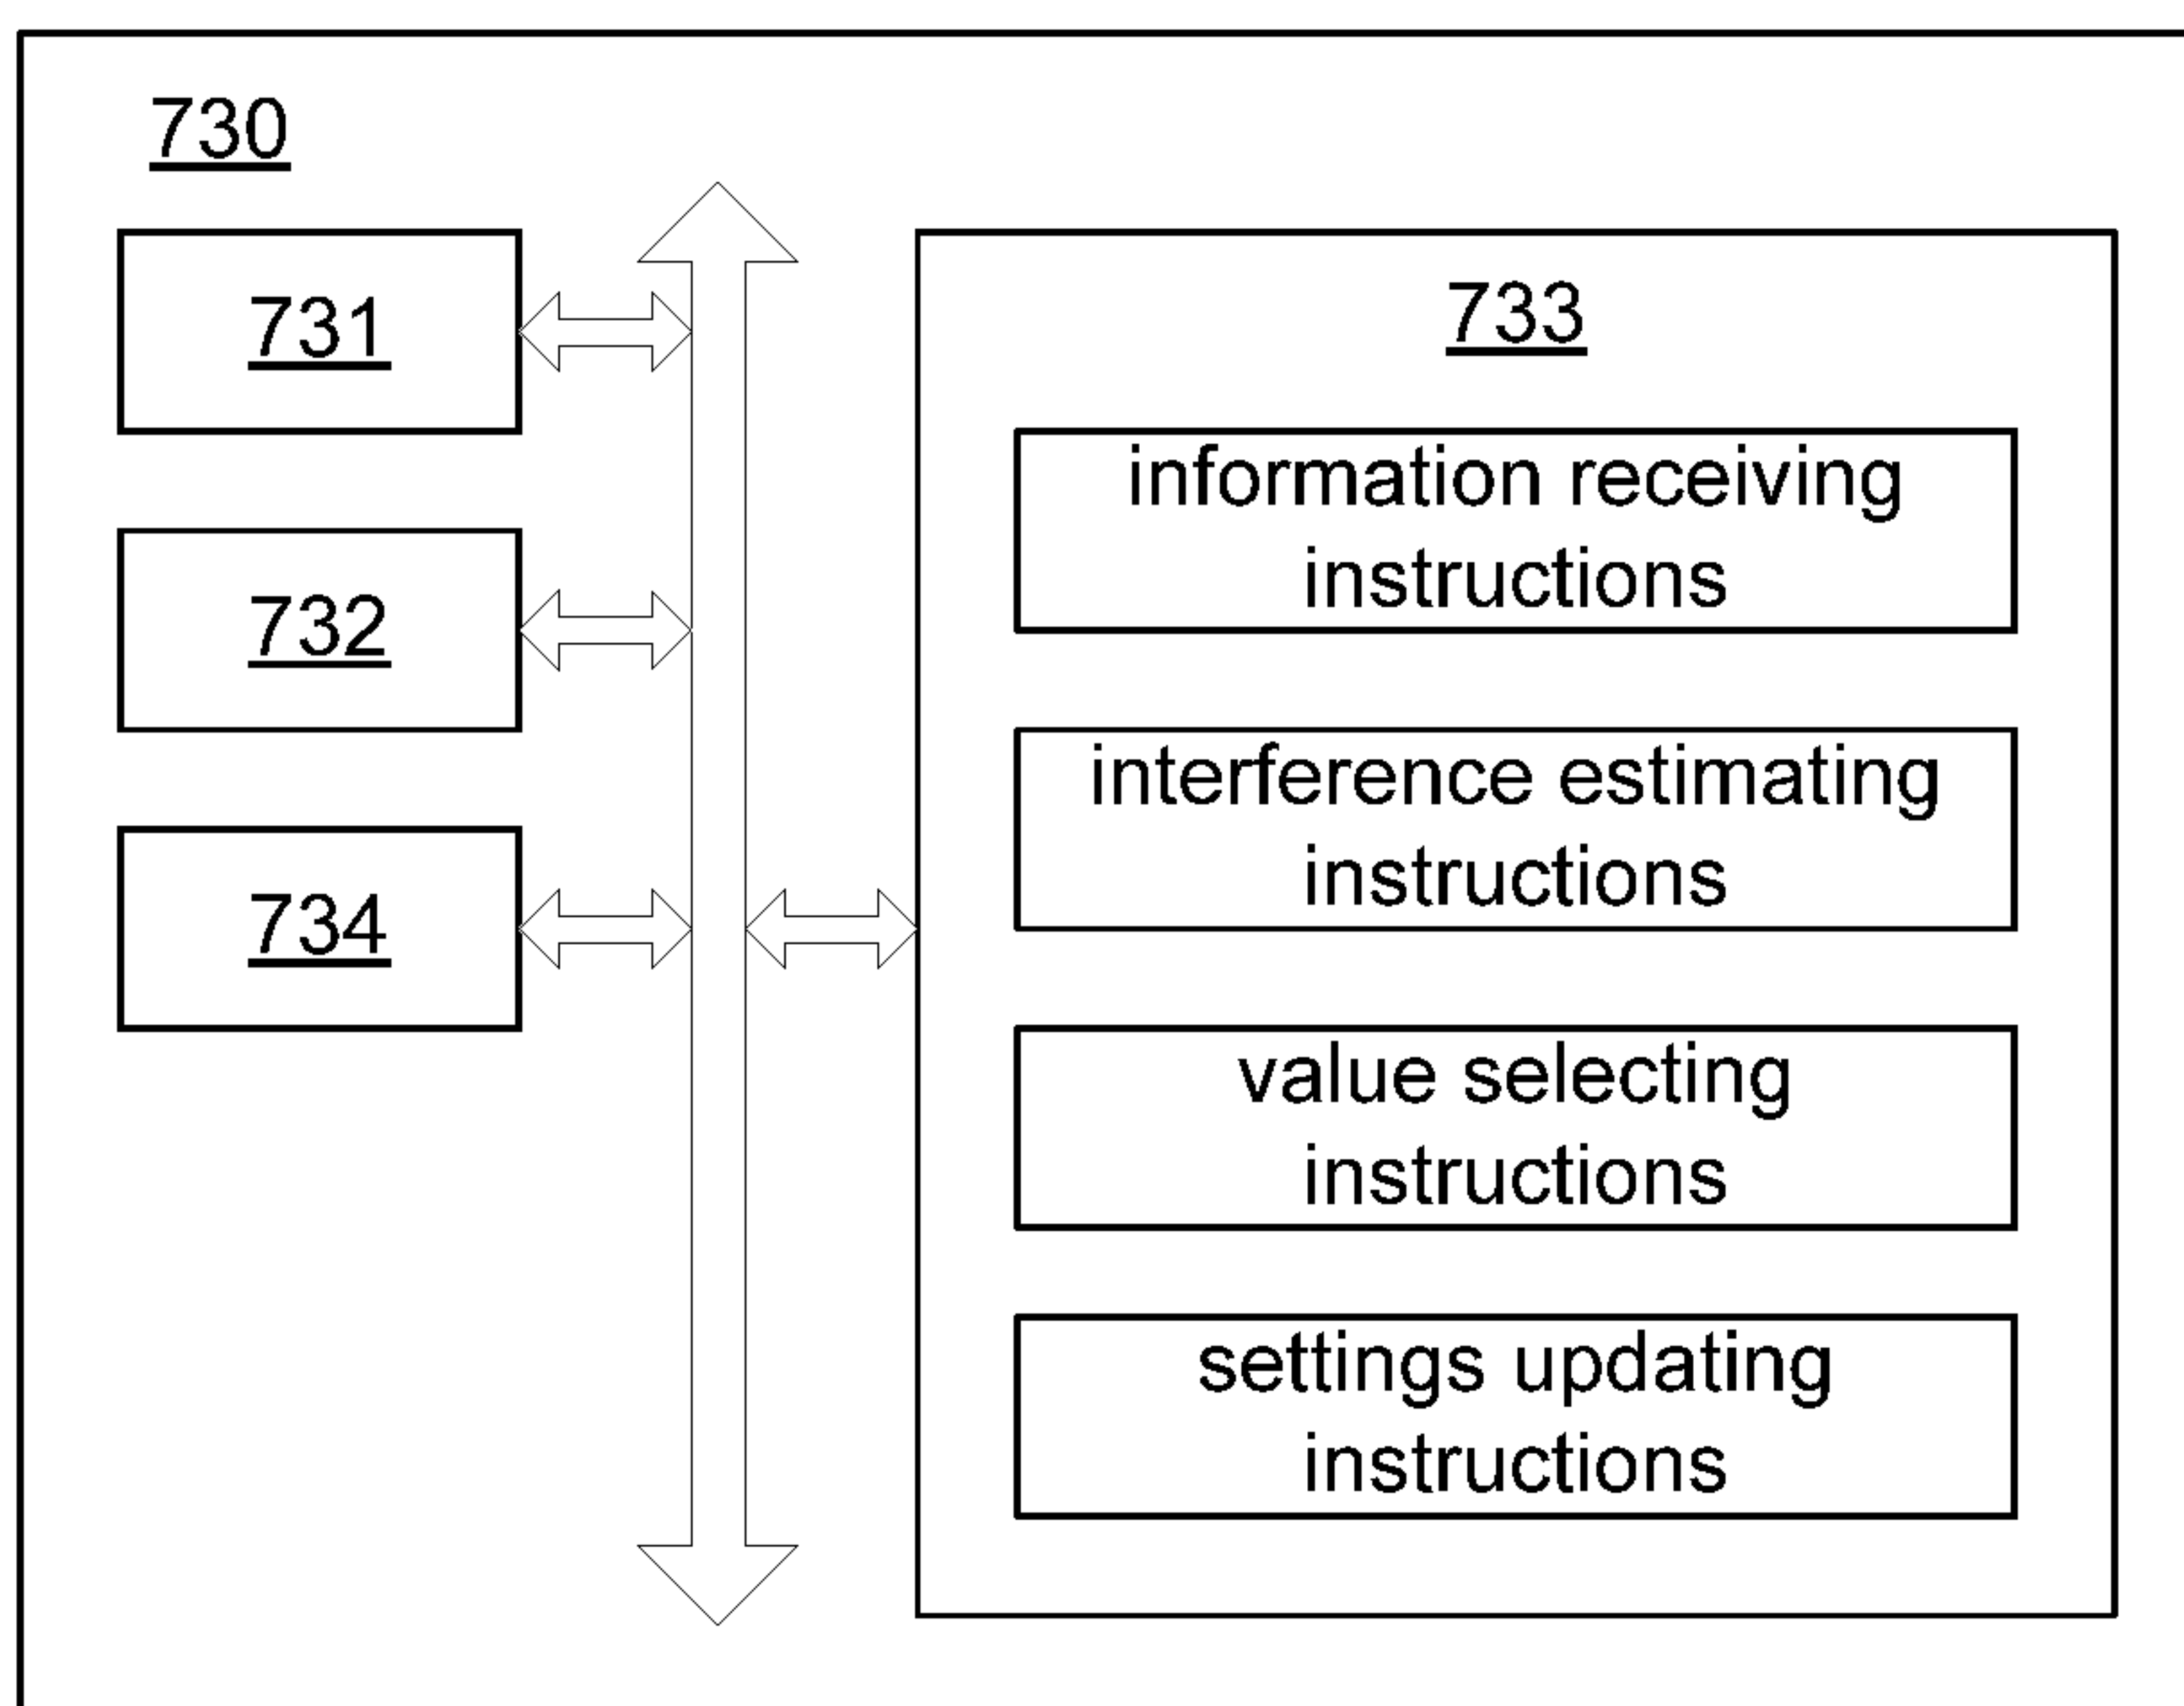 730
731
732
734
733
information receiving
instructions
interference estimating
instructions
value selecting
instructions
settings updating
instructions